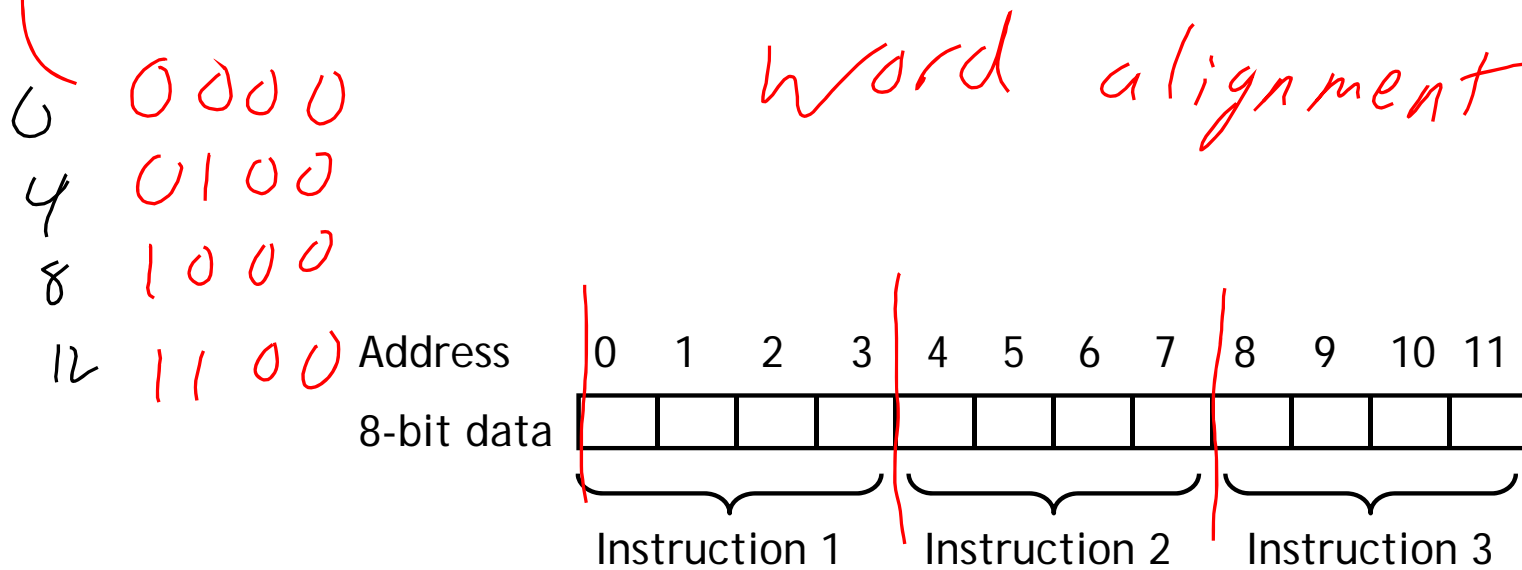 word alignment
0 0000
4 0100
8 1000
12 1100
Address 0 1 2 3 4 5 6 7 8 9 10 11
8-bit data
Instruction 1 Instruction 2 Instruction 3